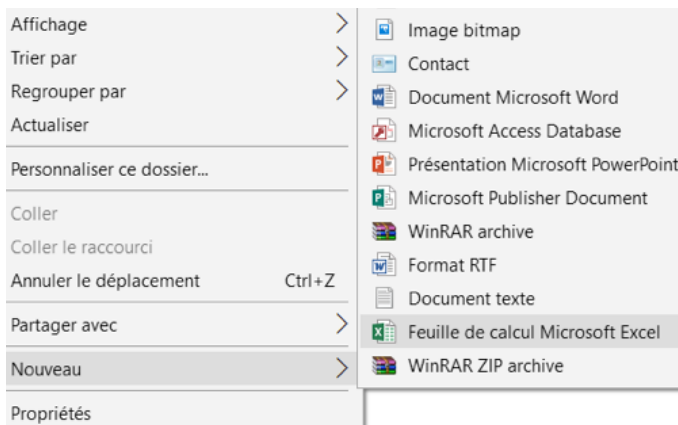 Affichage
Trier par
Regrouper par
Actualiser
Personnaliser ce dossier...
Coller
Coller le raccourci
Annuler le déplacement Ctrl+Z
Partager avec
Nouveau
Propriétés
Image bitmap
Contact
Document Microsoft Word
Microsoft Access Database
Présentation Microsoft PowerPoint
Microsoft Publisher Document
WinRAR archive
Format RTF
Document texte
Feuille de calcul Microsoft Excel
WinRAR ZIP archive